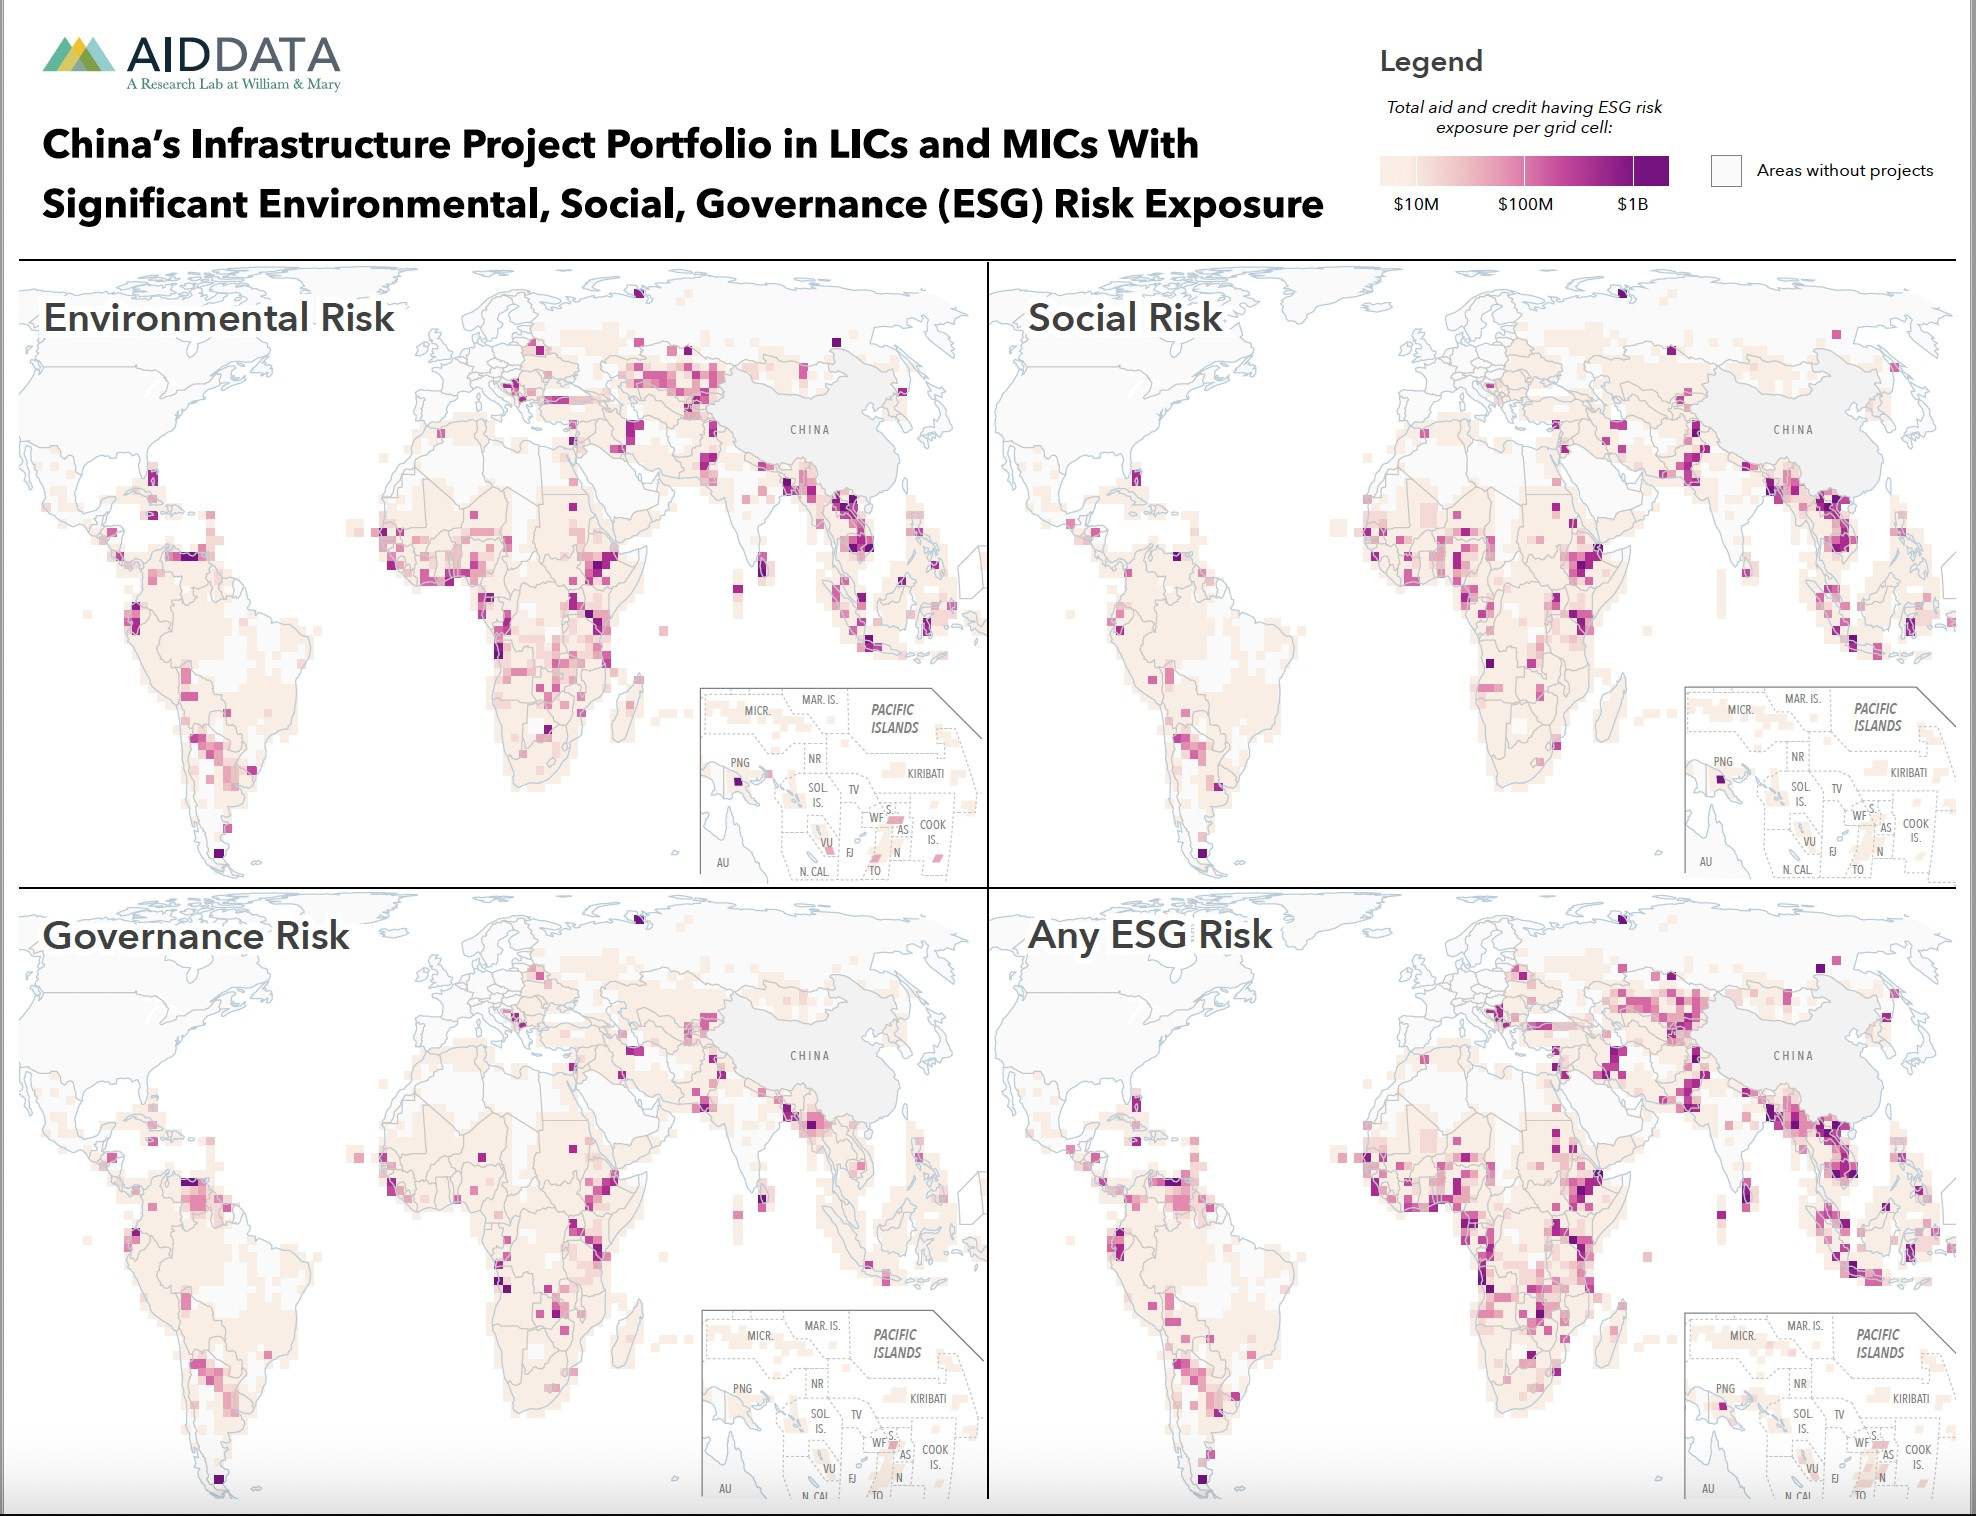 AIDDATA
A Research Lab at William & Mary
China's Infrastructure Project Portfolio in LICs and MICs With
Significant Environmental, Social, Governance (ESG) Risk Exposure
Legend
Total aid and credit having ESG risk
exposure per grid cell:
$10M $100M $1B
Areas without projects
Environmental Risk
CHINA
MICR.
MAR. IS.
PACIFIC
ISLANDS
PNG
NR
KIRIBATI
SOL.
IS.
TV
S.
WF
AS
COOK
IS.
VU
FJ
N
AU
N. CAL.
TO
Social Risk
CHINA
MICR.
MAR. IS.
PACIFIC
ISLANDS
PNG
NR
KIRIBATI
SOL.
IS.
TV
S.
WF
AS
COOK
IS.
VU
FJ
N
AU
N. CAL.
TO
Governance Risk
CHINA
MICR.
MAR. IS.
PACIFIC
ISLANDS
PNG
NR
KIRIBATI
SOL.
IS.
TV
S.
WF
AS
COOK
IS.
VU
FJ
N
AU
N. CAL.
TO
Any ESG Risk
CHINA
MICR.
MAR. IS.
PACIFIC
ISLANDS
PNG
NR
KIRIBATI
SOL.
IS.
TV
S.
WF
AS
COOK
IS.
VU
FJ
N
AU
N. CAL.
TO